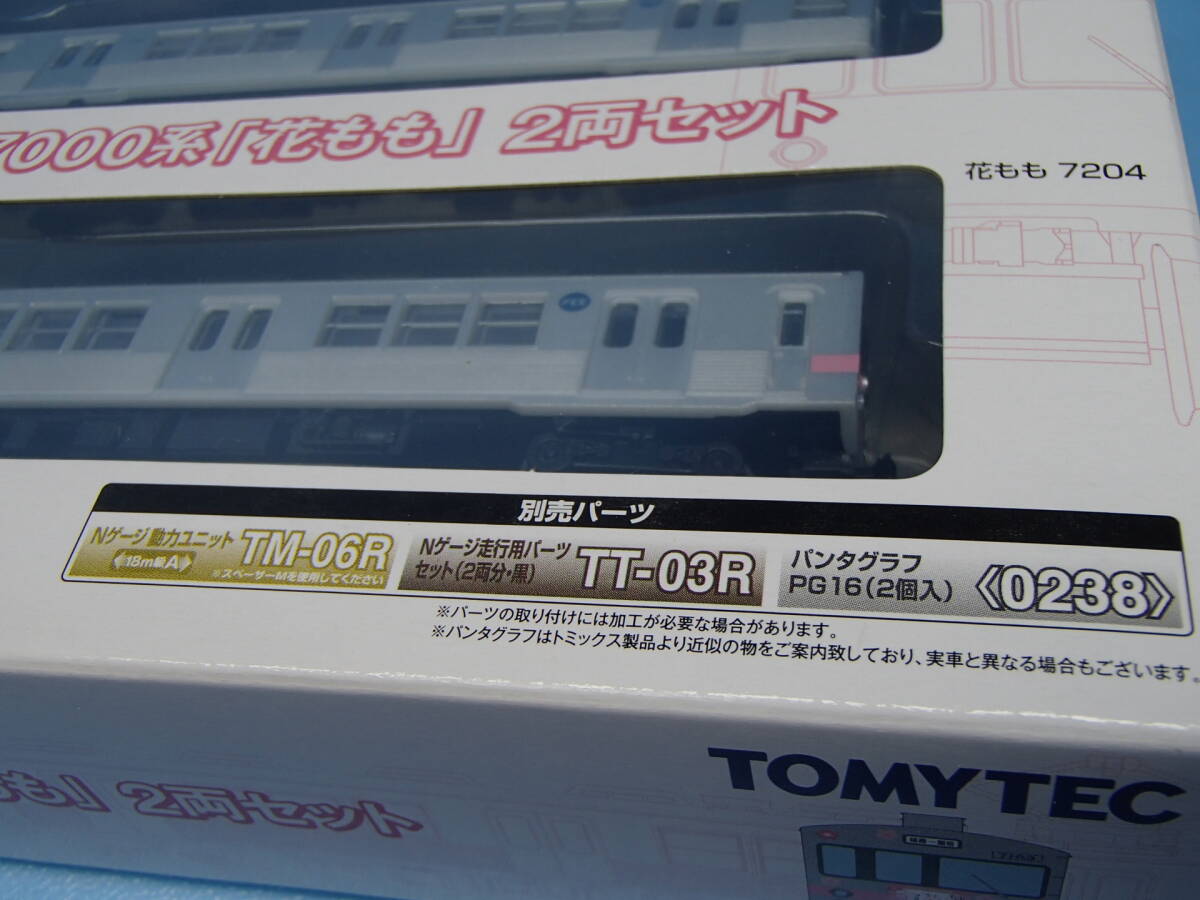 7000系「花もも」2両セット
花もも 7204
別売パーツ
Nゲージ動力ユニット
《18m級A》
TM-06R
※スペーサーMを使用してください
Nゲージ走行用パーツ
セット(2両分・黒)
TT-03R
パンタグラフ
PG16(2個入)
《0238》
※パーツの取り付けには加工が必要な場合があります。
※パンタグラフはトミックス製品より近似の物をご案内致しており、実車と異なる場合もございます。
もも」2両セット
TOMYTEC